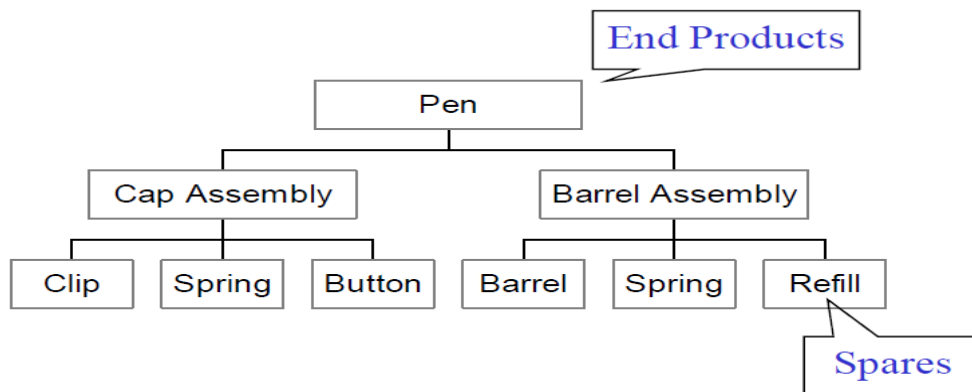 End Products
Pen
Cap Assembly
Barrel Assembly
Clip
Spring
Button
Barrel
Spring
Refill
Spares